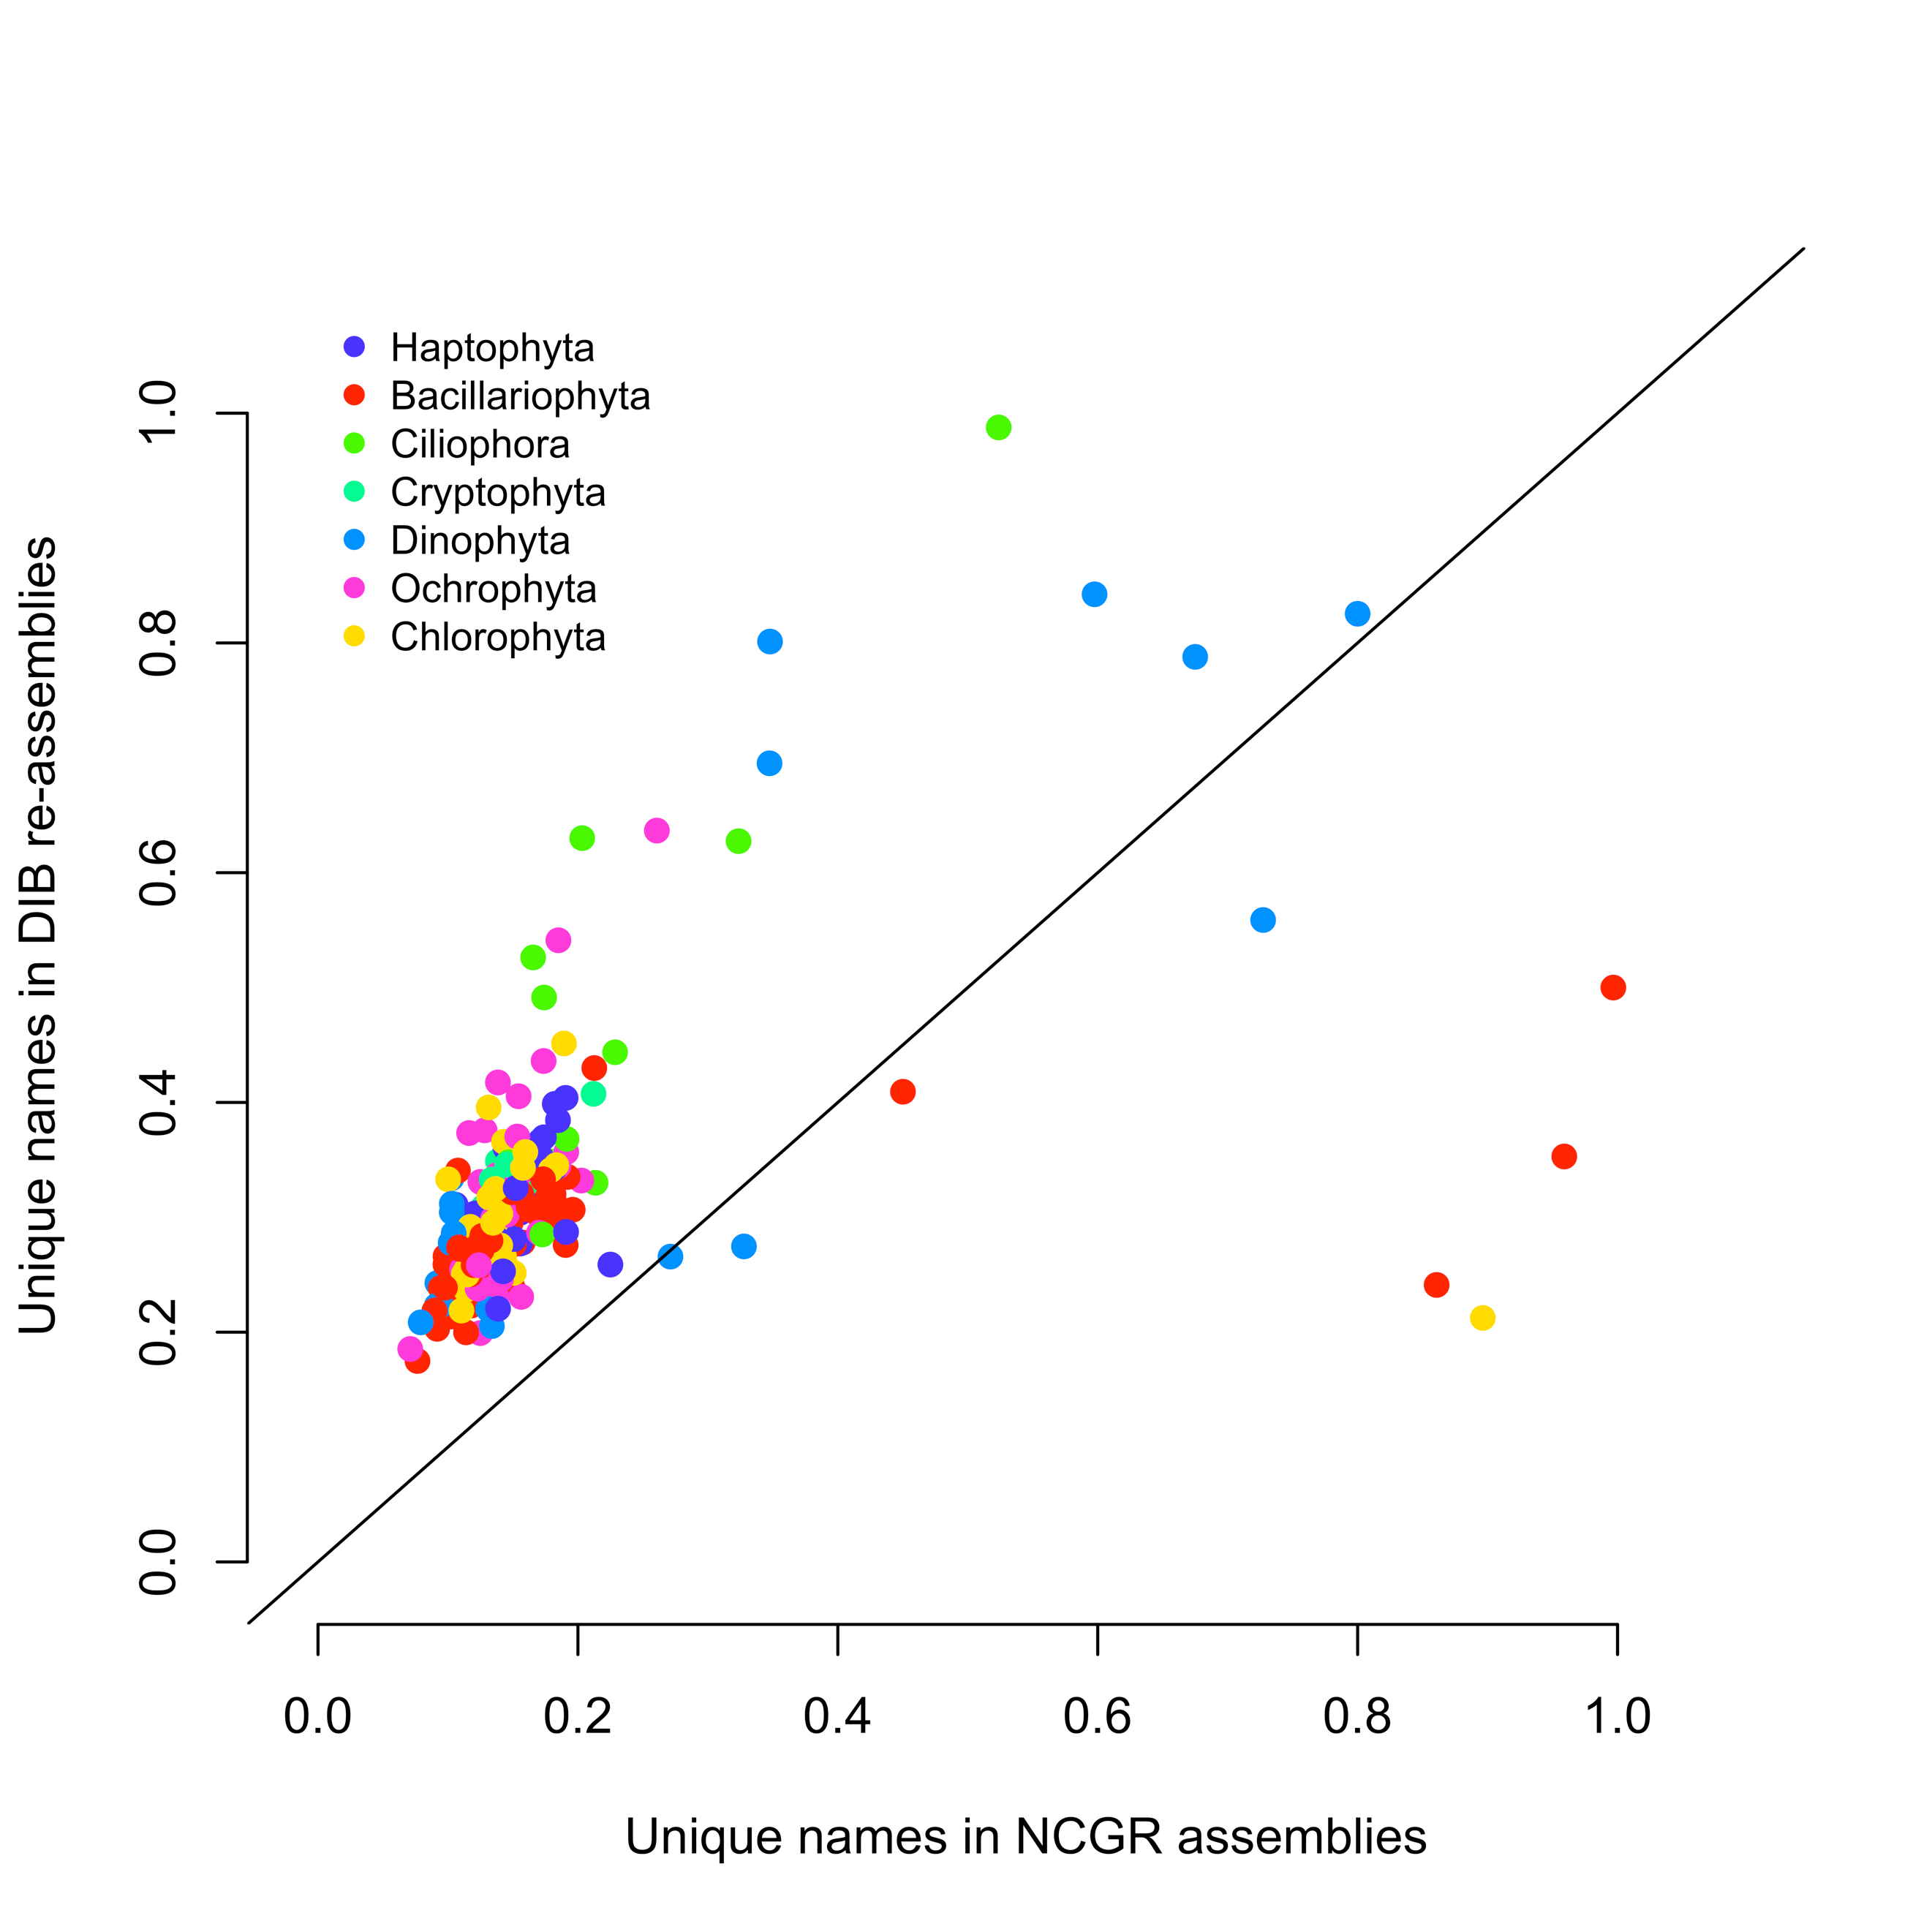 Haptophyta
Bacillariophyta
Ciliophora
Cryptophyta
Dinophyta
Ochrophyta
Chlorophyta
Unique names in DIB re-assemblies
1.0
0.8
0.6
0.4
0.2
0.0
0.0 0.2 0.4 0.6 0.8 1.0
Unique names in NCGR assemblies